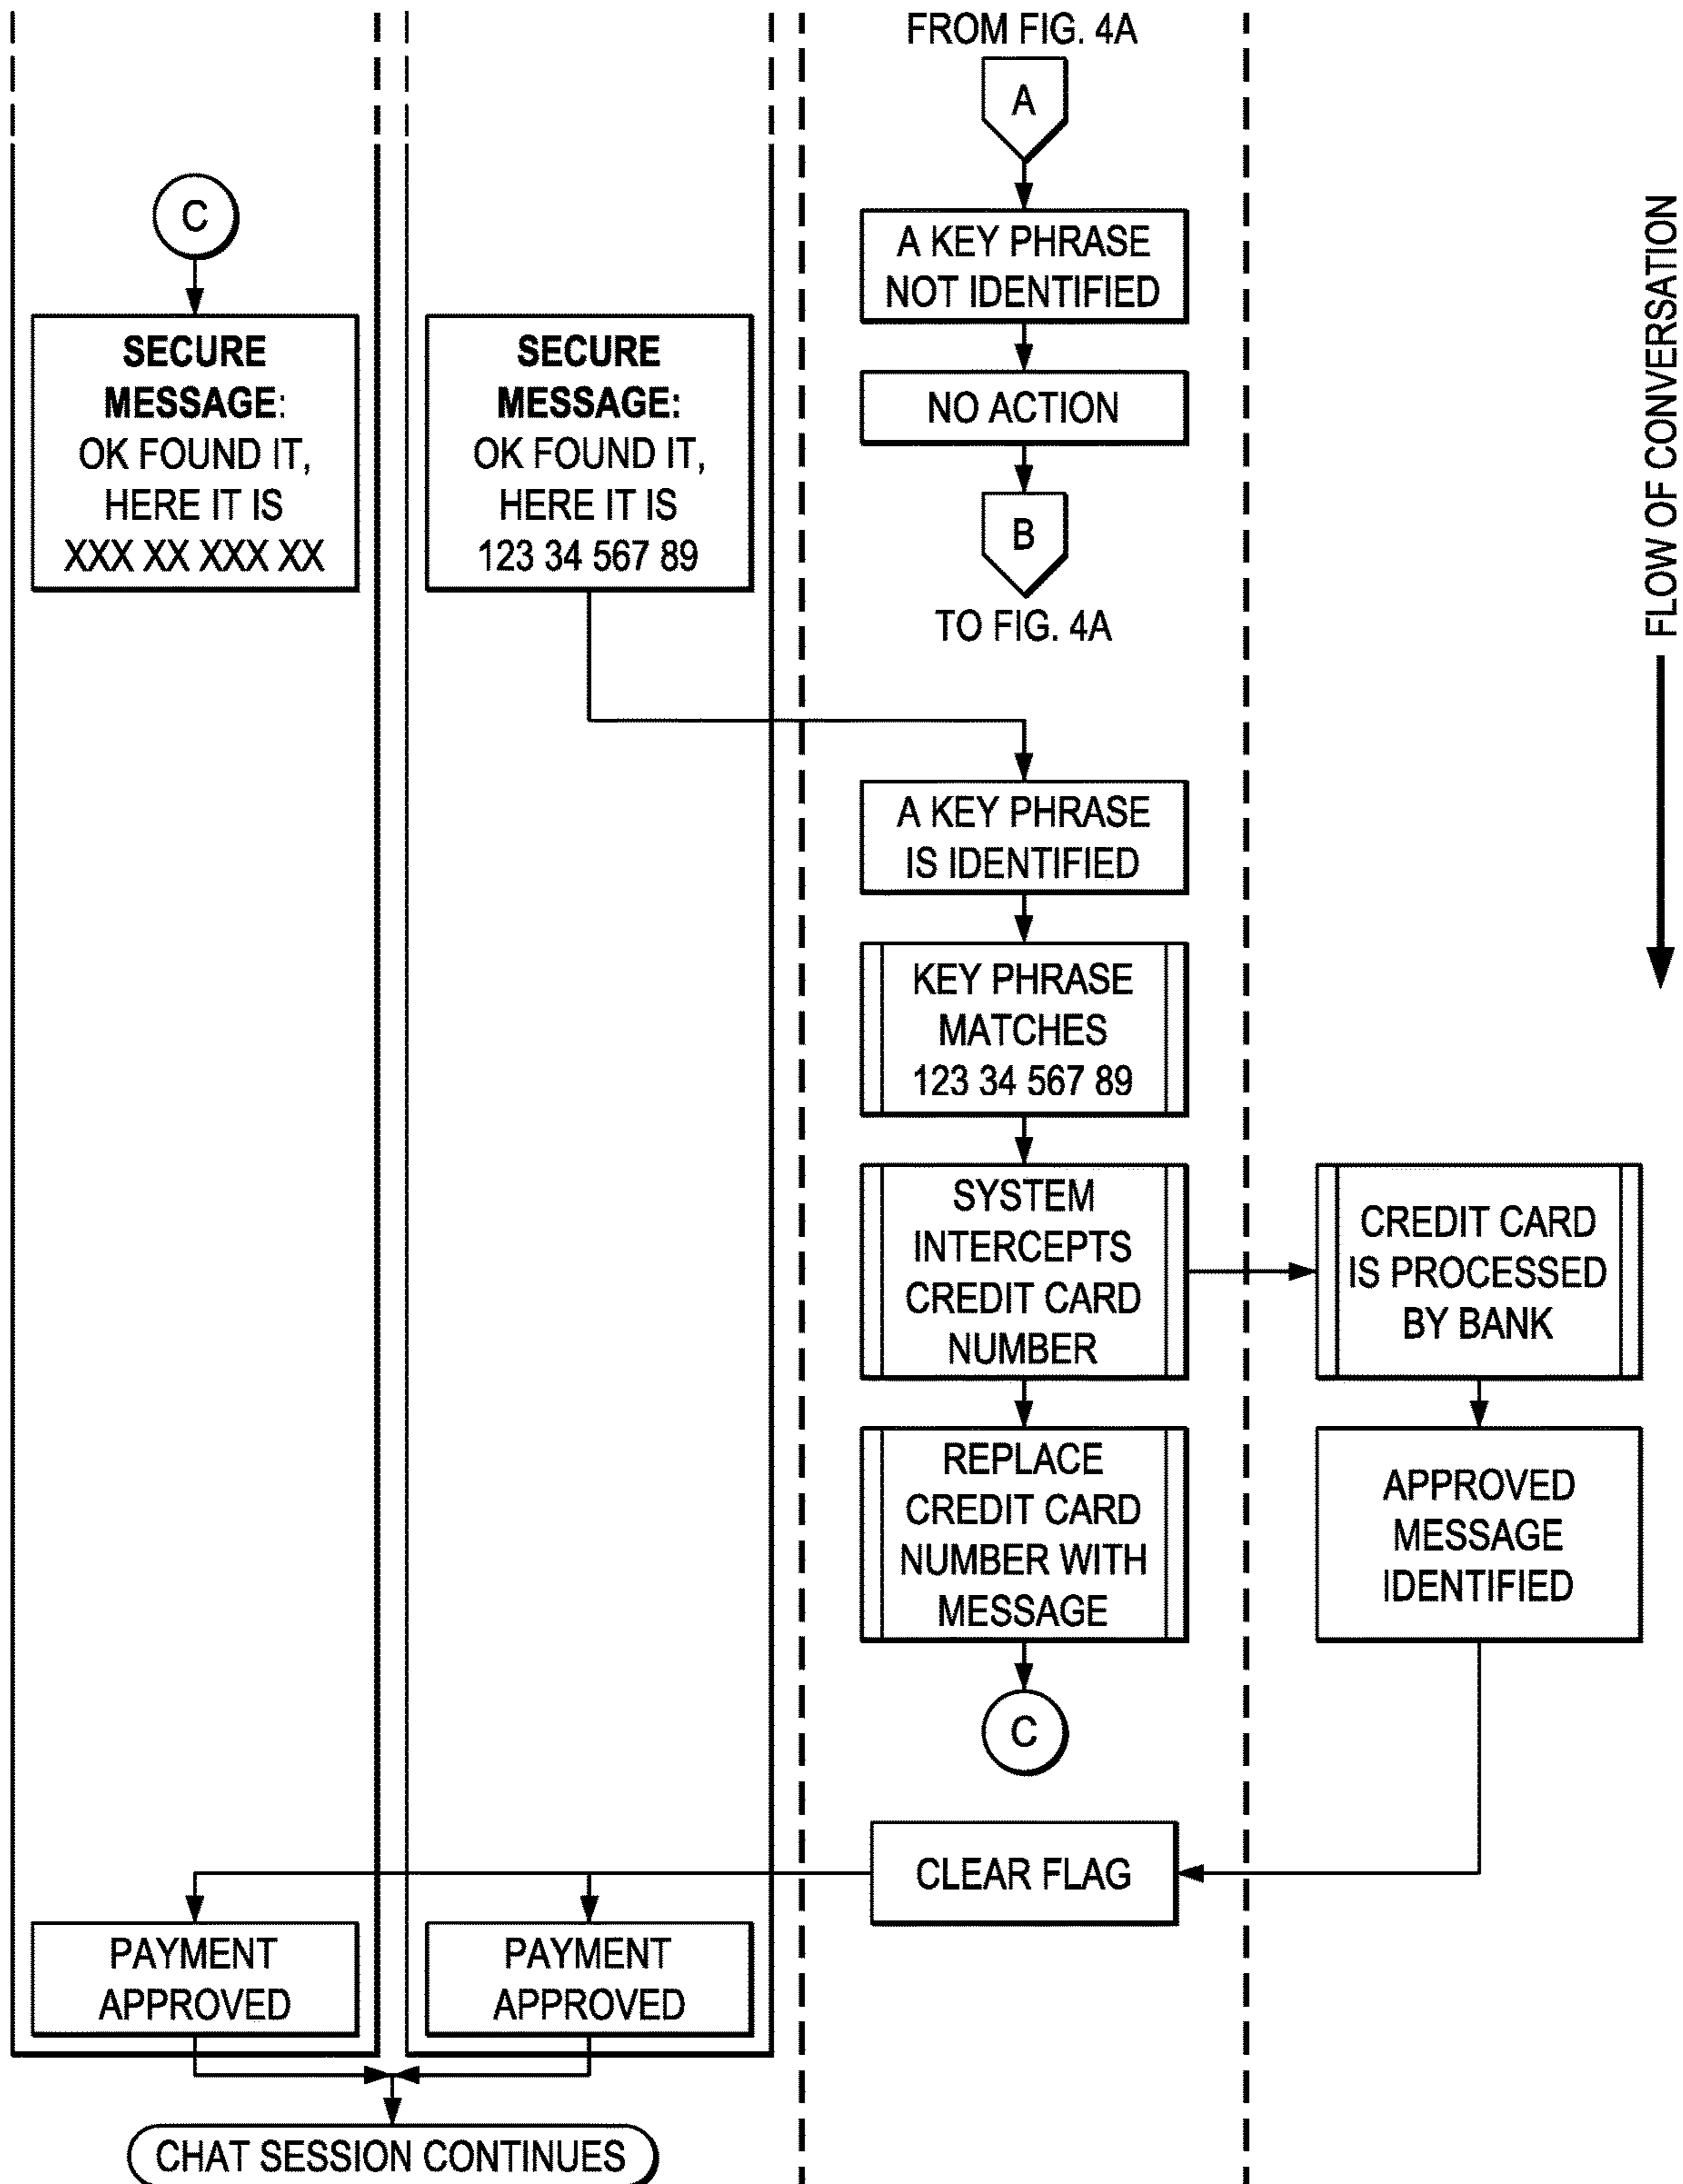 FROM FIG. 4A
A
A KEY PHRASE
NOT IDENTIFIED
NO ACTION
B
TO FIG. 4A
C
SECURE
MESSAGE:
OK FOUND IT,
HERE IT IS
XXX XX XXX XX
SECURE
MESSAGE:
OK FOUND IT,
HERE IT IS
123 34 567 89
A KEY PHRASE
IS IDENTIFIED
KEY PHRASE
MATCHES
123 34 567 89
SYSTEM
INTERCEPTS
CREDIT CARD
NUMBER
CREDIT CARD
IS PROCESSED
BY BANK
REPLACE
CREDIT CARD
NUMBER WITH
MESSAGE
APPROVED
MESSAGE
IDENTIFIED
C
CLEAR FLAG
PAYMENT
APPROVED
PAYMENT
APPROVED
CHAT SESSION CONTINUES
FLOW OF CONVERSATION